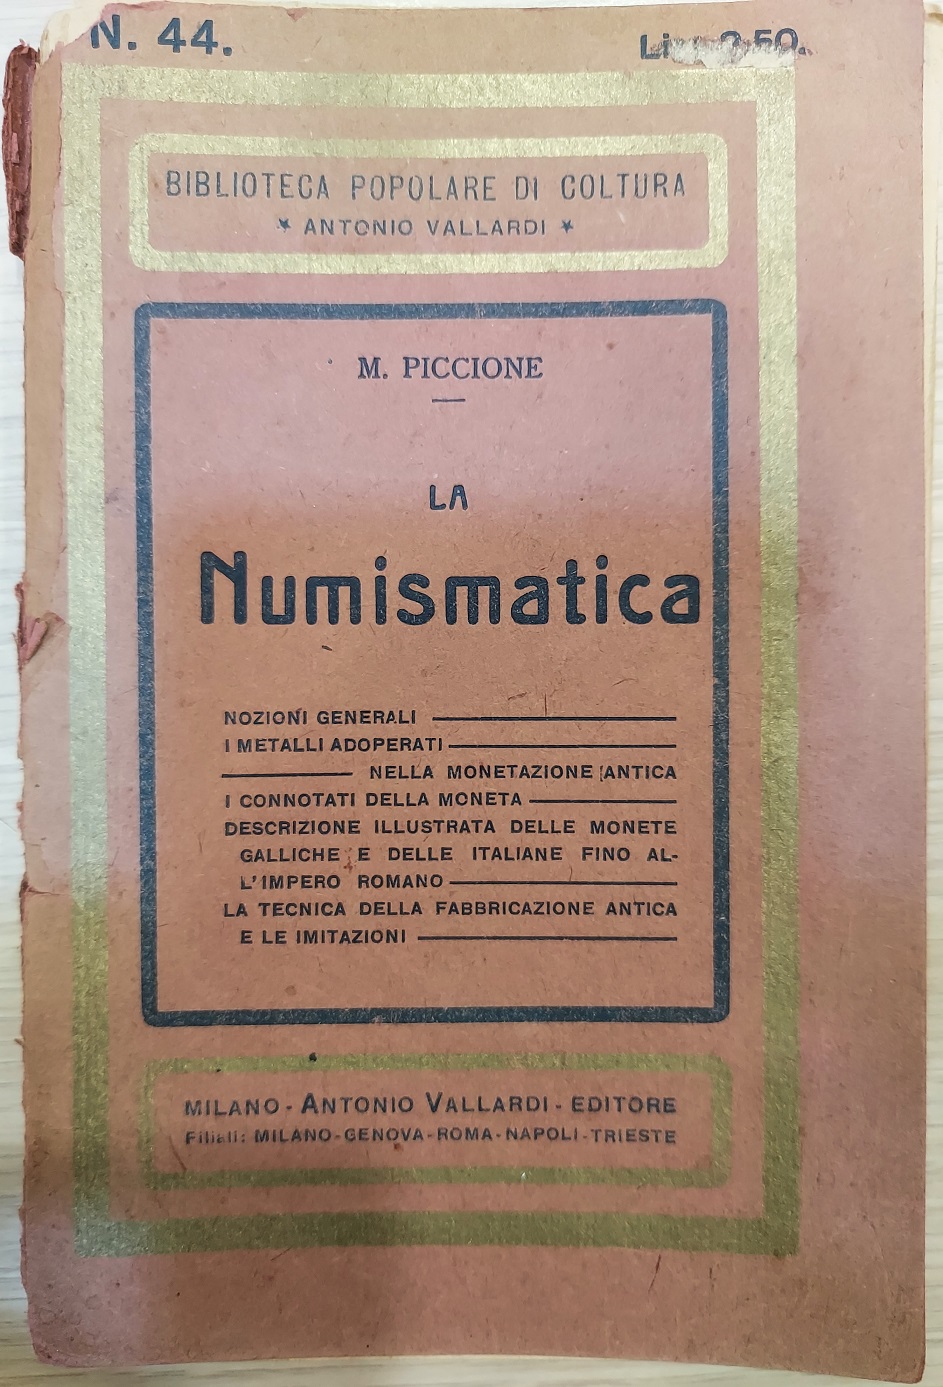 N. 44.
BIBLIOTECA POPOLARE DI COLTURA
* ANTONIO VALLARDI *
M. PICCIONE
LA
Numismatica
NOZIONI GENERALI
I METALLI ADOPERATI
NELLA MONETAZIONE ANTICA
I CONNOTATI DELLA MONETA
DESCRIZIONE ILLUSTRATA DELLE MONETE
GALLICHE E DELLE ITALIANE FINO AL-
L'IMPERO ROMANO
LA TECNICA DELLA FABBRICAZIONE ANTICA
E LE IMITAZIONI
MILANO - ANTONIO VALLARDI - EDITORE
Filiali: MILANO-GENOVA-ROMA-NAPOLI-TRIESTE